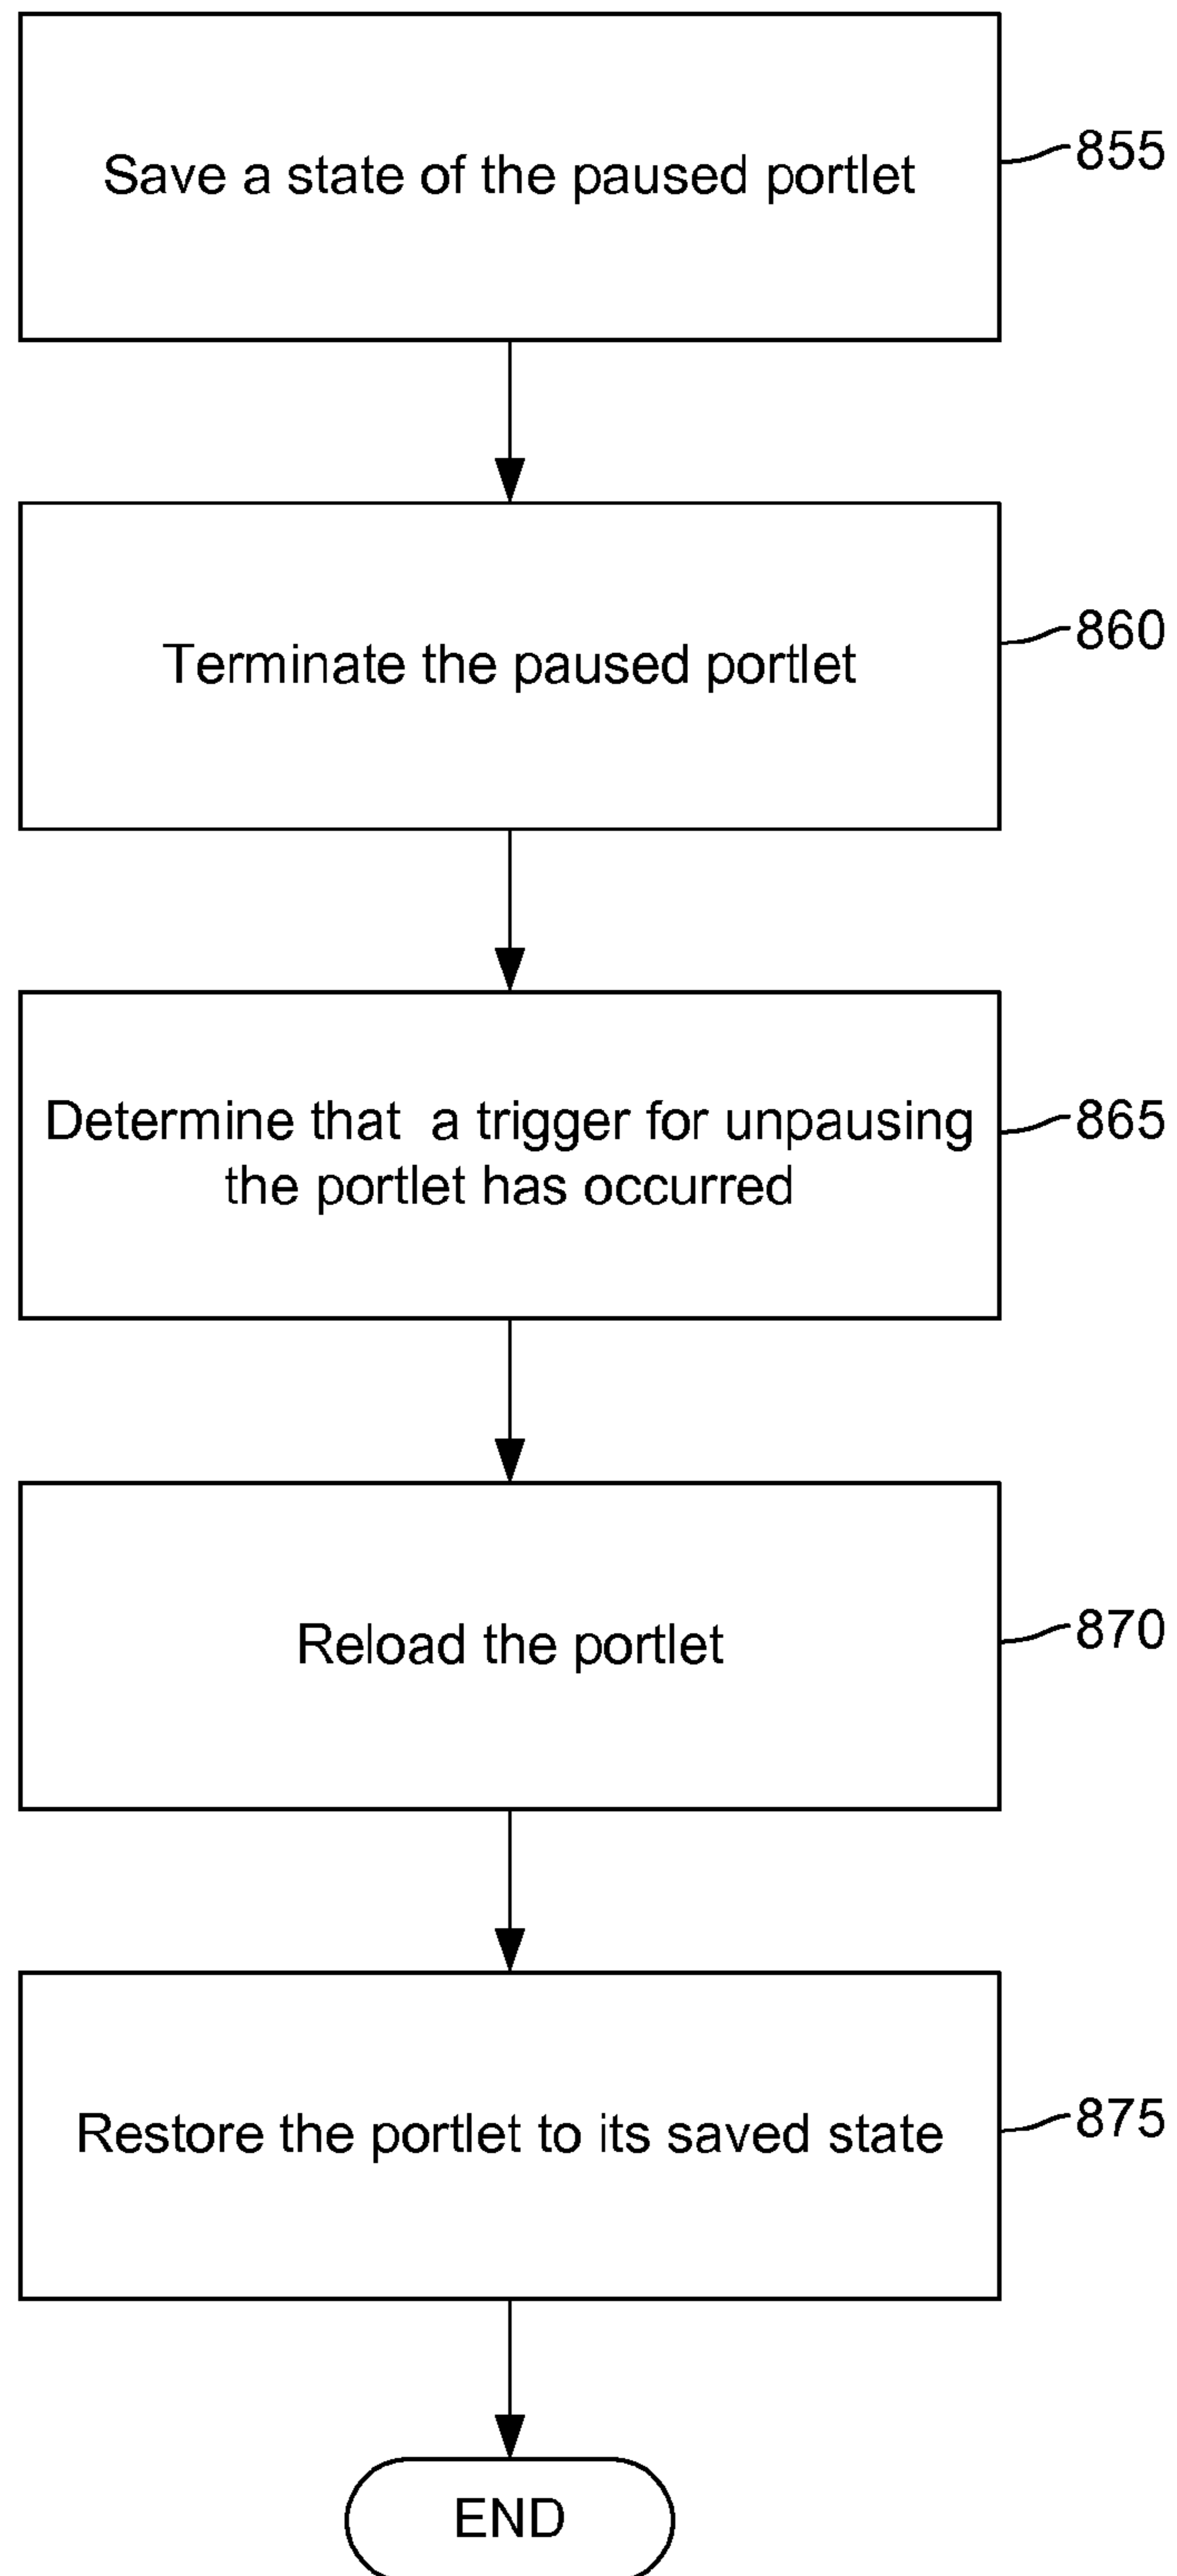 Save a state of the paused portlet
855
Terminate the paused portlet
860
Determine that a trigger for unpausing
the portlet has occurred
865
Reload the portlet
870
Restore the portlet to its saved state
875
END